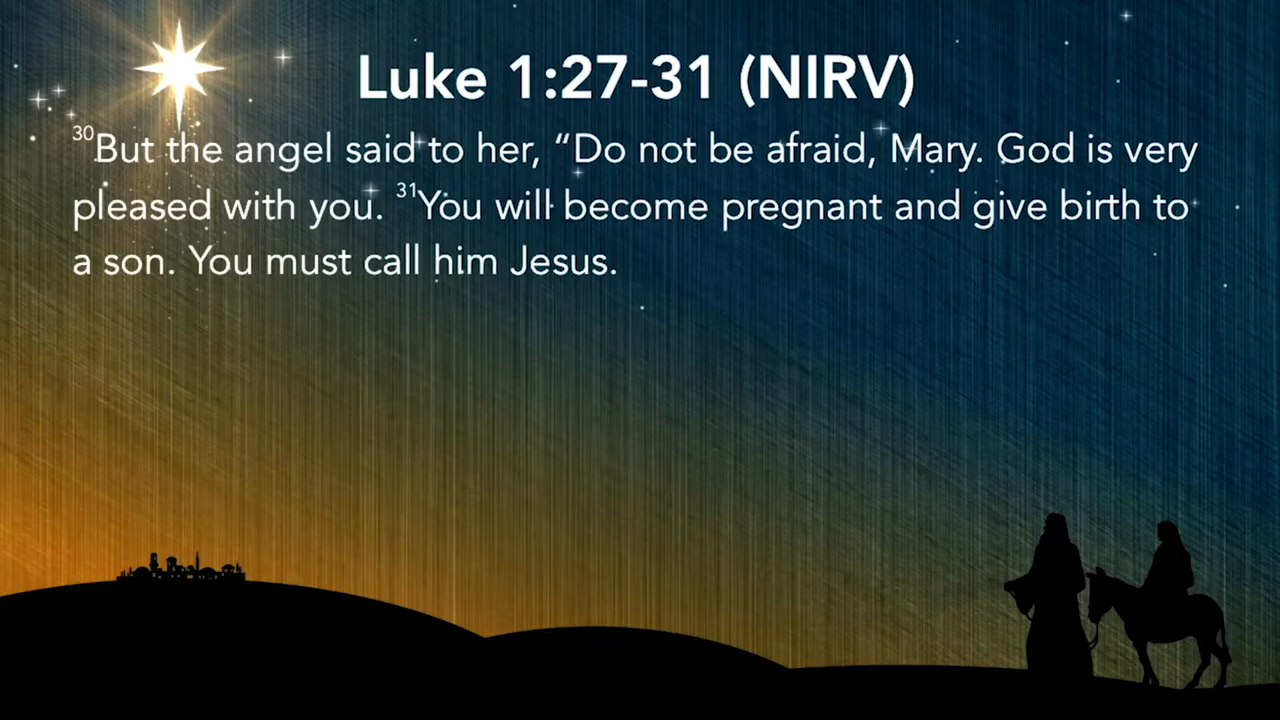 Luke 1:27-31 (NIRV)
30But the angel said to her, “Do not be afraid, Mary. God is very
pleased with you. 31You will become pregnant and give birth to
a son. You must call him Jesus.